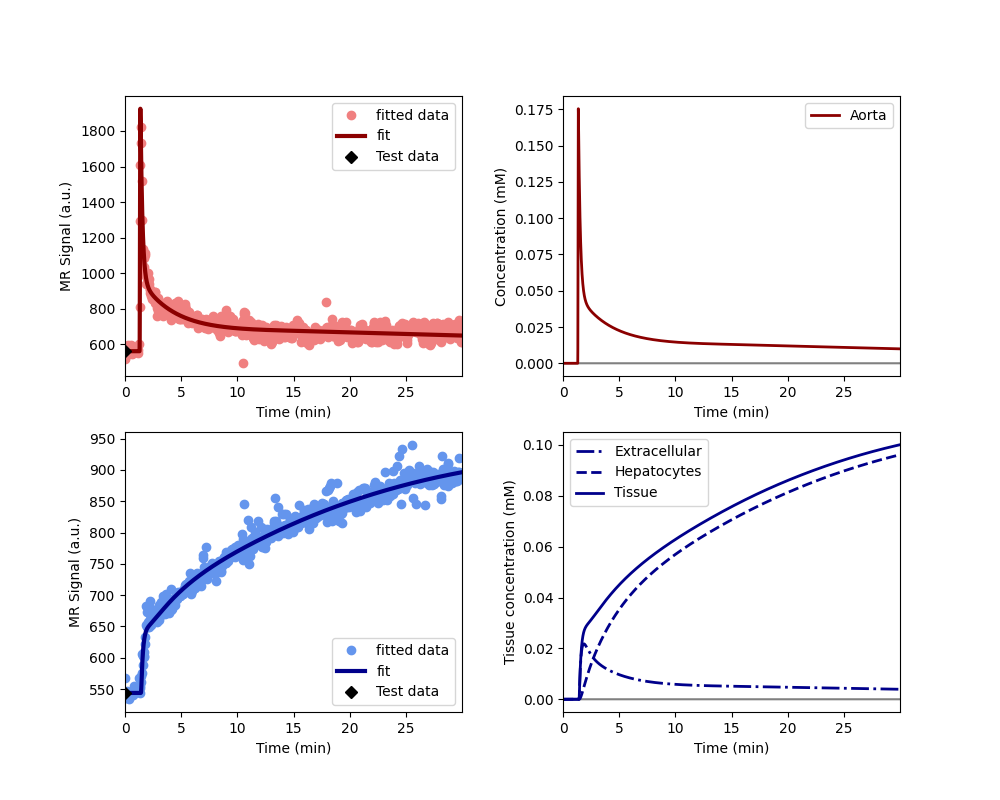 1800
1600
1400
1200
1000
800
600
MR Signal (a.u.)
fitted data
fit
Test data
0 5 10 15 20 25
Time (min)
0.175
0.150
0.125
0.100
0.075
0.050
0.025
0.000
Concentration (mM)
Aorta
0 5 10 15 20 25
Time (min)
950
900
850
800
750
700
650
600
550
MR Signal (a.u.)
fitted data
fit
Test data
0 5 10 15 20 25
Time (min)
0.10
0.08
0.06
0.04
0.02
0.00
Tissue concentration (mM)
Extracellular
Hepatocytes
Tissue
0 5 10 15 20 25
Time (min)